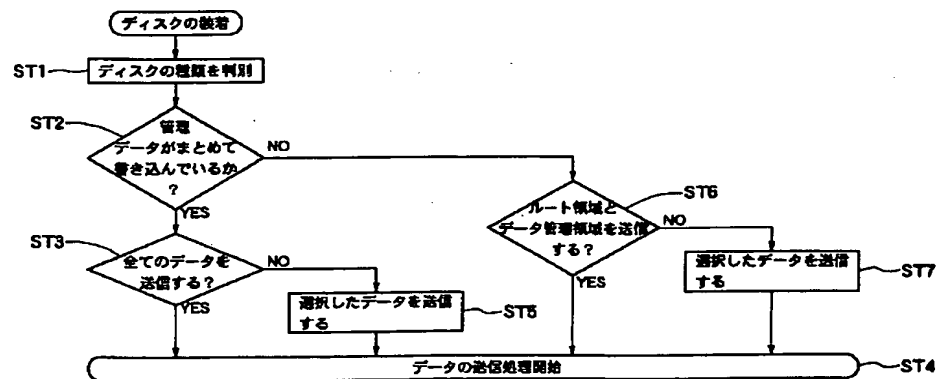 ディスクの装着
ST1
ディスクの種類を判別
ST2
管理
データがまとめて
書き込んでいるか
?
NO
YES
ST3
全てのデータを
送信する?
NO
YES
選択したデータを送信
する
ST5
ルート領域と
データ管理領域を送信
する?
ST6
NO
YES
選択したデータを送信
する
ST7
データの送信処理開始
ST4